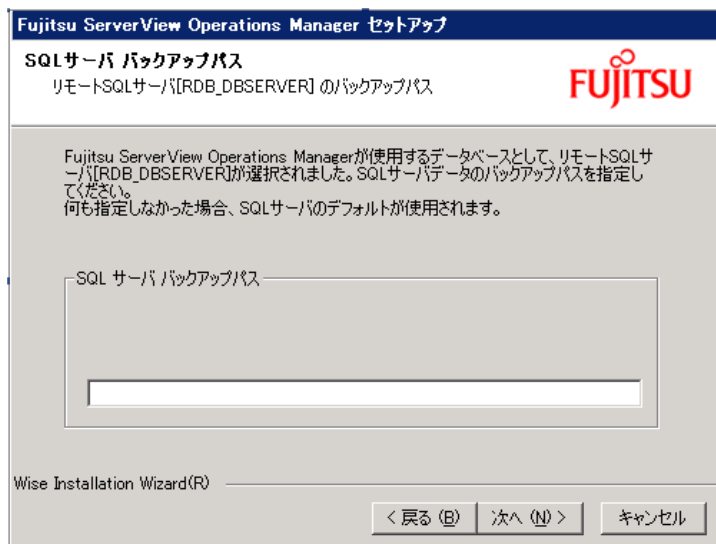 Fujitsu ServerView Operations Manager セットアップ
SQLサーバ バックアップパス
リモートSQLサーバ[RDB_DBSERVER] のバックアップパス
FUJITSU
Fujitsu ServerView Operations Managerが使用するデータベースとして、リモートSQLサ
ーバ[RDB_DBSERVER]が選択されました。SQLサーバデータのバックアップパスを指定し
てください。
何も指定しなかった場合、SQLサーバのデフォルトが使用されます。
SQL サーバ バックアップパス
Wise Installation Wizard(R)
< 戻る (B)
次へ (N) >
キャンセル